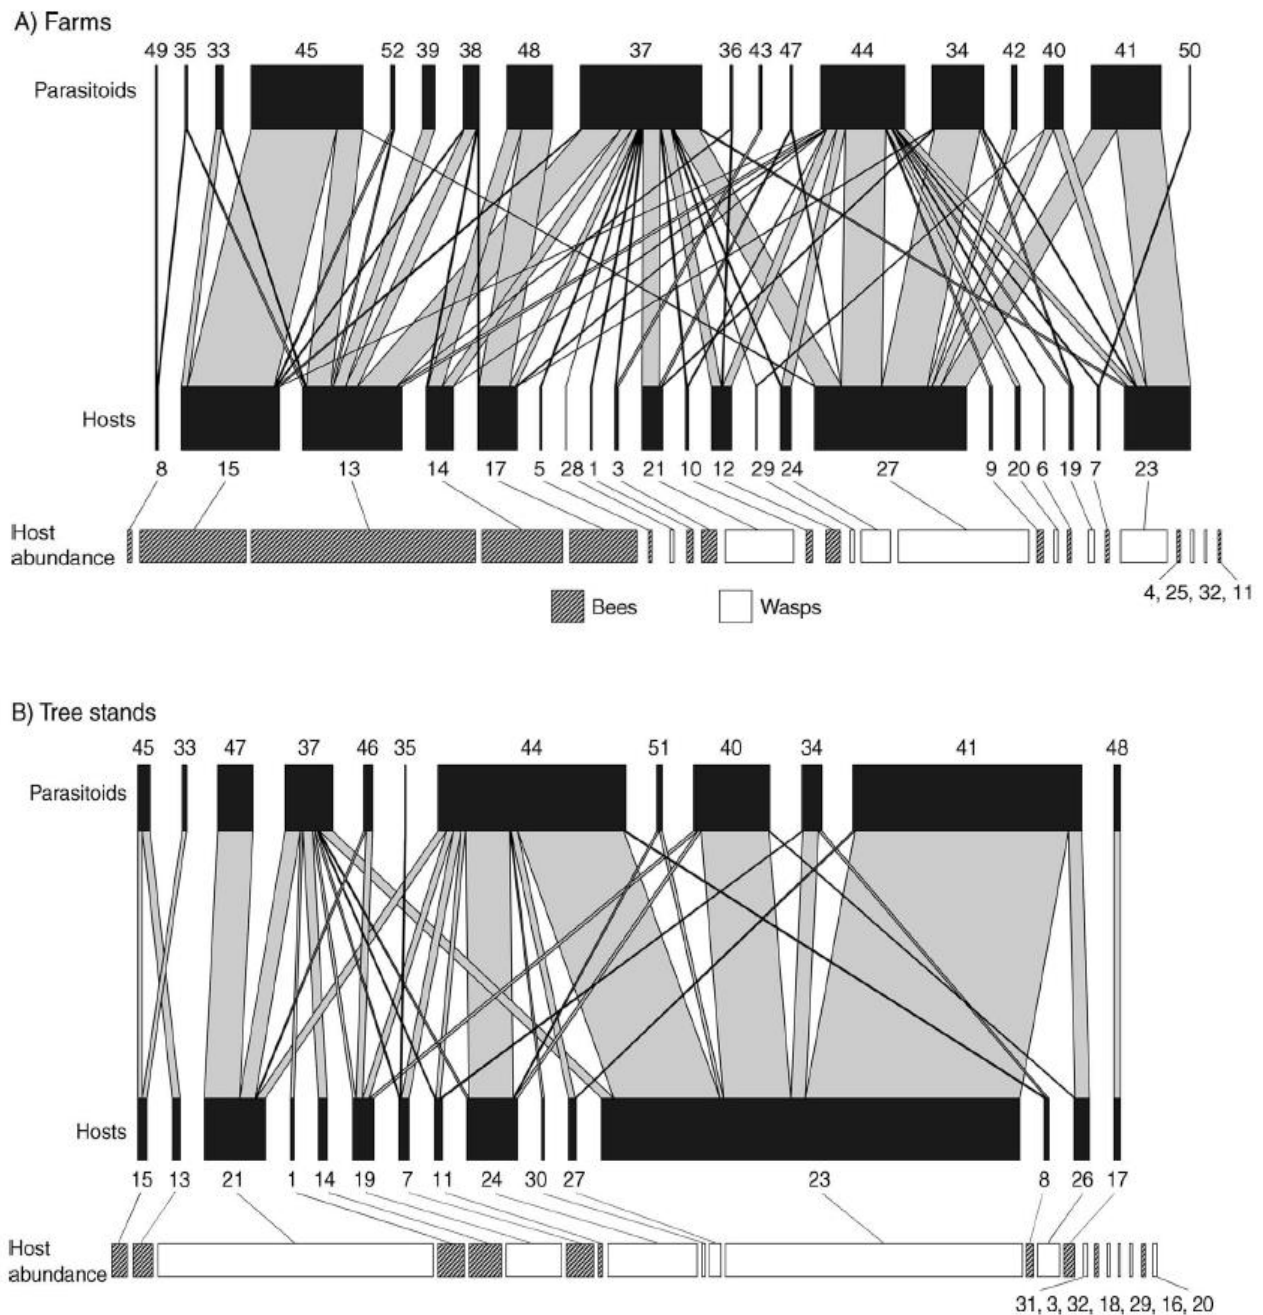 A) Farms
49 35 33 45 52 39 38 48 37 36 43 47 44 34 42 40 41 50
Parasitoids
Hosts
8 15 13 14 17 5 28 1 3 21 10 12 29 24 27 9 20 6 19 7 23
Host
abundance
4, 25, 32, 11
Bees
Wasps
B) Tree stands
45 33 47 37 46 35 44 51 40 34 41 48
Parasitoids
Hosts
15 13 21 1 14 19 7 11 24 30 27 23 8 26 17
Host
abundance
31, 3, 32, 18, 29, 16, 20